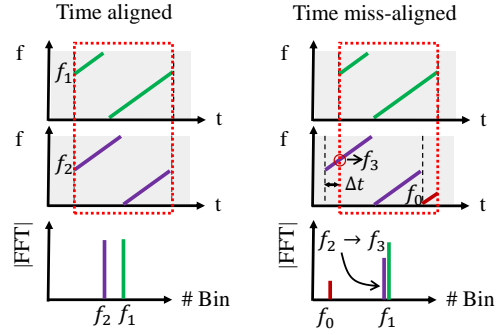 Time aligned
Time miss-aligned
f
f₁
t
f
t
f
f₂
t
f
f₃
Δt
f₀
t
|FFT|
f₂ f₁
# Bin
|FFT|
f₂ → f₃
f₀
f₁
# Bin